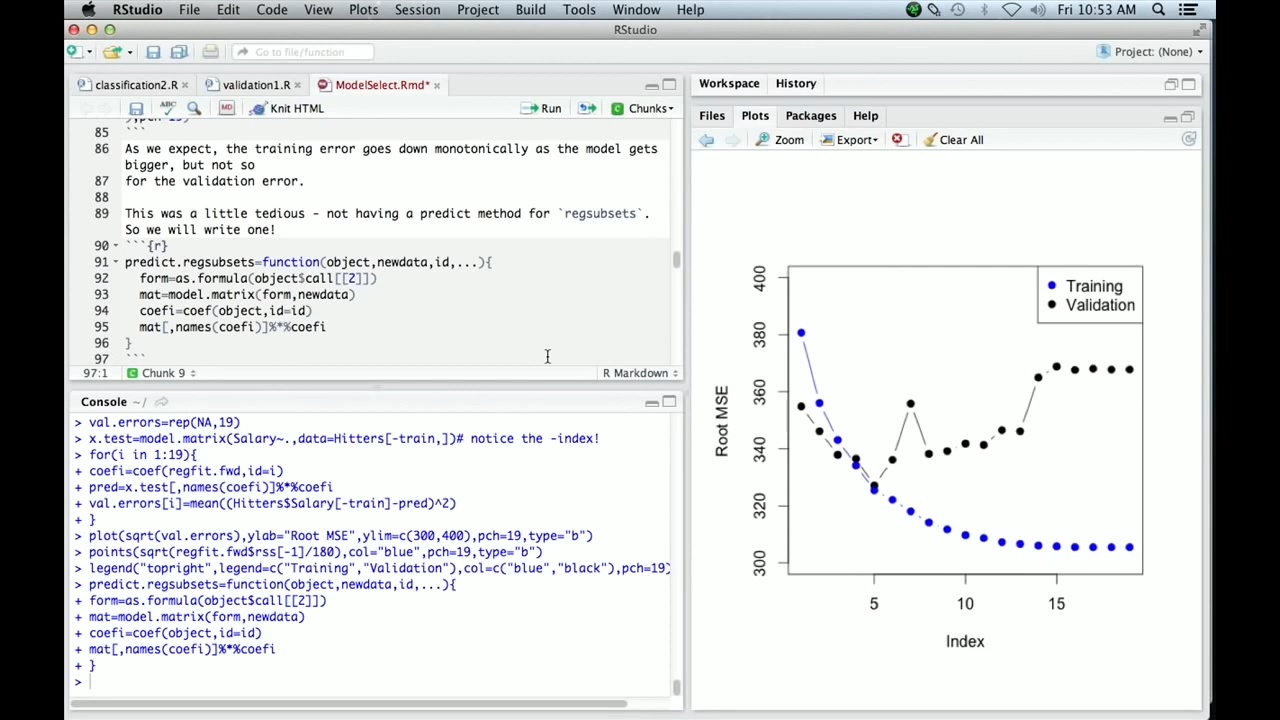 RStudio File Edit Code View Plots Session Project Build Tools Window Help Fri 10:53 AM
RStudio
Go to file/function Project: (None)
classification2.R validation1.R ModelSelect.Rmd*
ABC MD Knit HTML Run Chunks
85 ```
86 As we expect, the training error goes down monotonically as the model gets
bigger, but not so
87 for the validation error.
88
89 This was a little tedious - not having a predict method for `regsubsets`.
So we will write one!
90 ```{r}
91 predict.regsubsets=function(object,newdata,id,...){
92 form=as.formula(object$call[[2]])
93 mat=model.matrix(form,newdata)
94 coefi=coef(object,id=id)
95 mat[,names(coefi)]%*%coefi
96 }
97 ```
97:1 Chunk 9 R Markdown
Console ~/
> val.errors=rep(NA,19)
> x.test=model.matrix(Salary~.,data=Hitters[-train,])# notice the -index!
> for(i in 1:19){
+ coefi=coef(regfit.fwd,id=i)
+ pred=x.test[,names(coefi)]%*%coefi
+ val.errors[i]=mean((Hitters$Salary[-train]-pred)^2)
+ }
> plot(sqrt(val.errors),ylab="Root MSE",ylim=c(300,400),pch=19,type="b")
> points(sqrt(regfit.fwd$rss[-1]/180),col="blue",pch=19,type="b")
> legend("topright",legend=c("Training","Validation"),col=c("blue","black"),pch=19)
> predict.regsubsets=function(object,newdata,id,...){
+ form=as.formula(object$call[[2]])
+ mat=model.matrix(form,newdata)
+ coefi=coef(object,id=id)
+ mat[,names(coefi)]%*%coefi
+ }
>
Workspace History
Files Plots Packages Help
Zoom Export Clear All
Training
Validation
400
380
360
340
320
300
Root MSE
5 10 15
Index